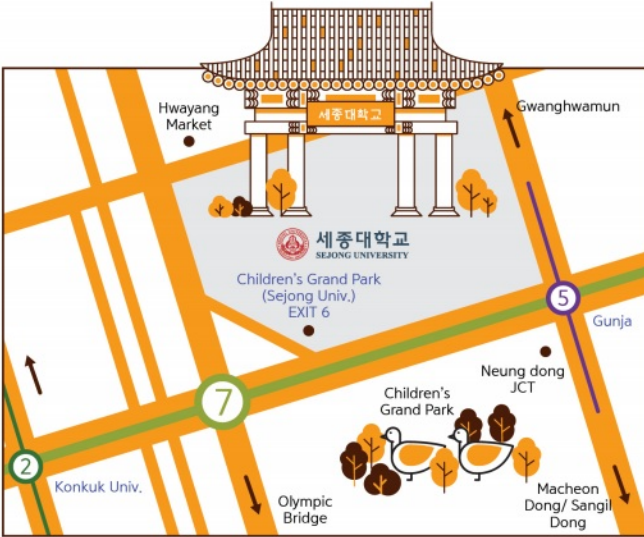 Hwayang
Market
세종대학교
Gwanghwamun
세종대학교
SEJONG UNIVERSITY
Children's Grand Park
(Sejong Univ.)
EXIT 6
5
Gunja
Neung dong
JCT
Children's
Grand Park
7
2
Konkuk Univ.
Olympic
Bridge
Macheon
Dong/ Sangil
Dong